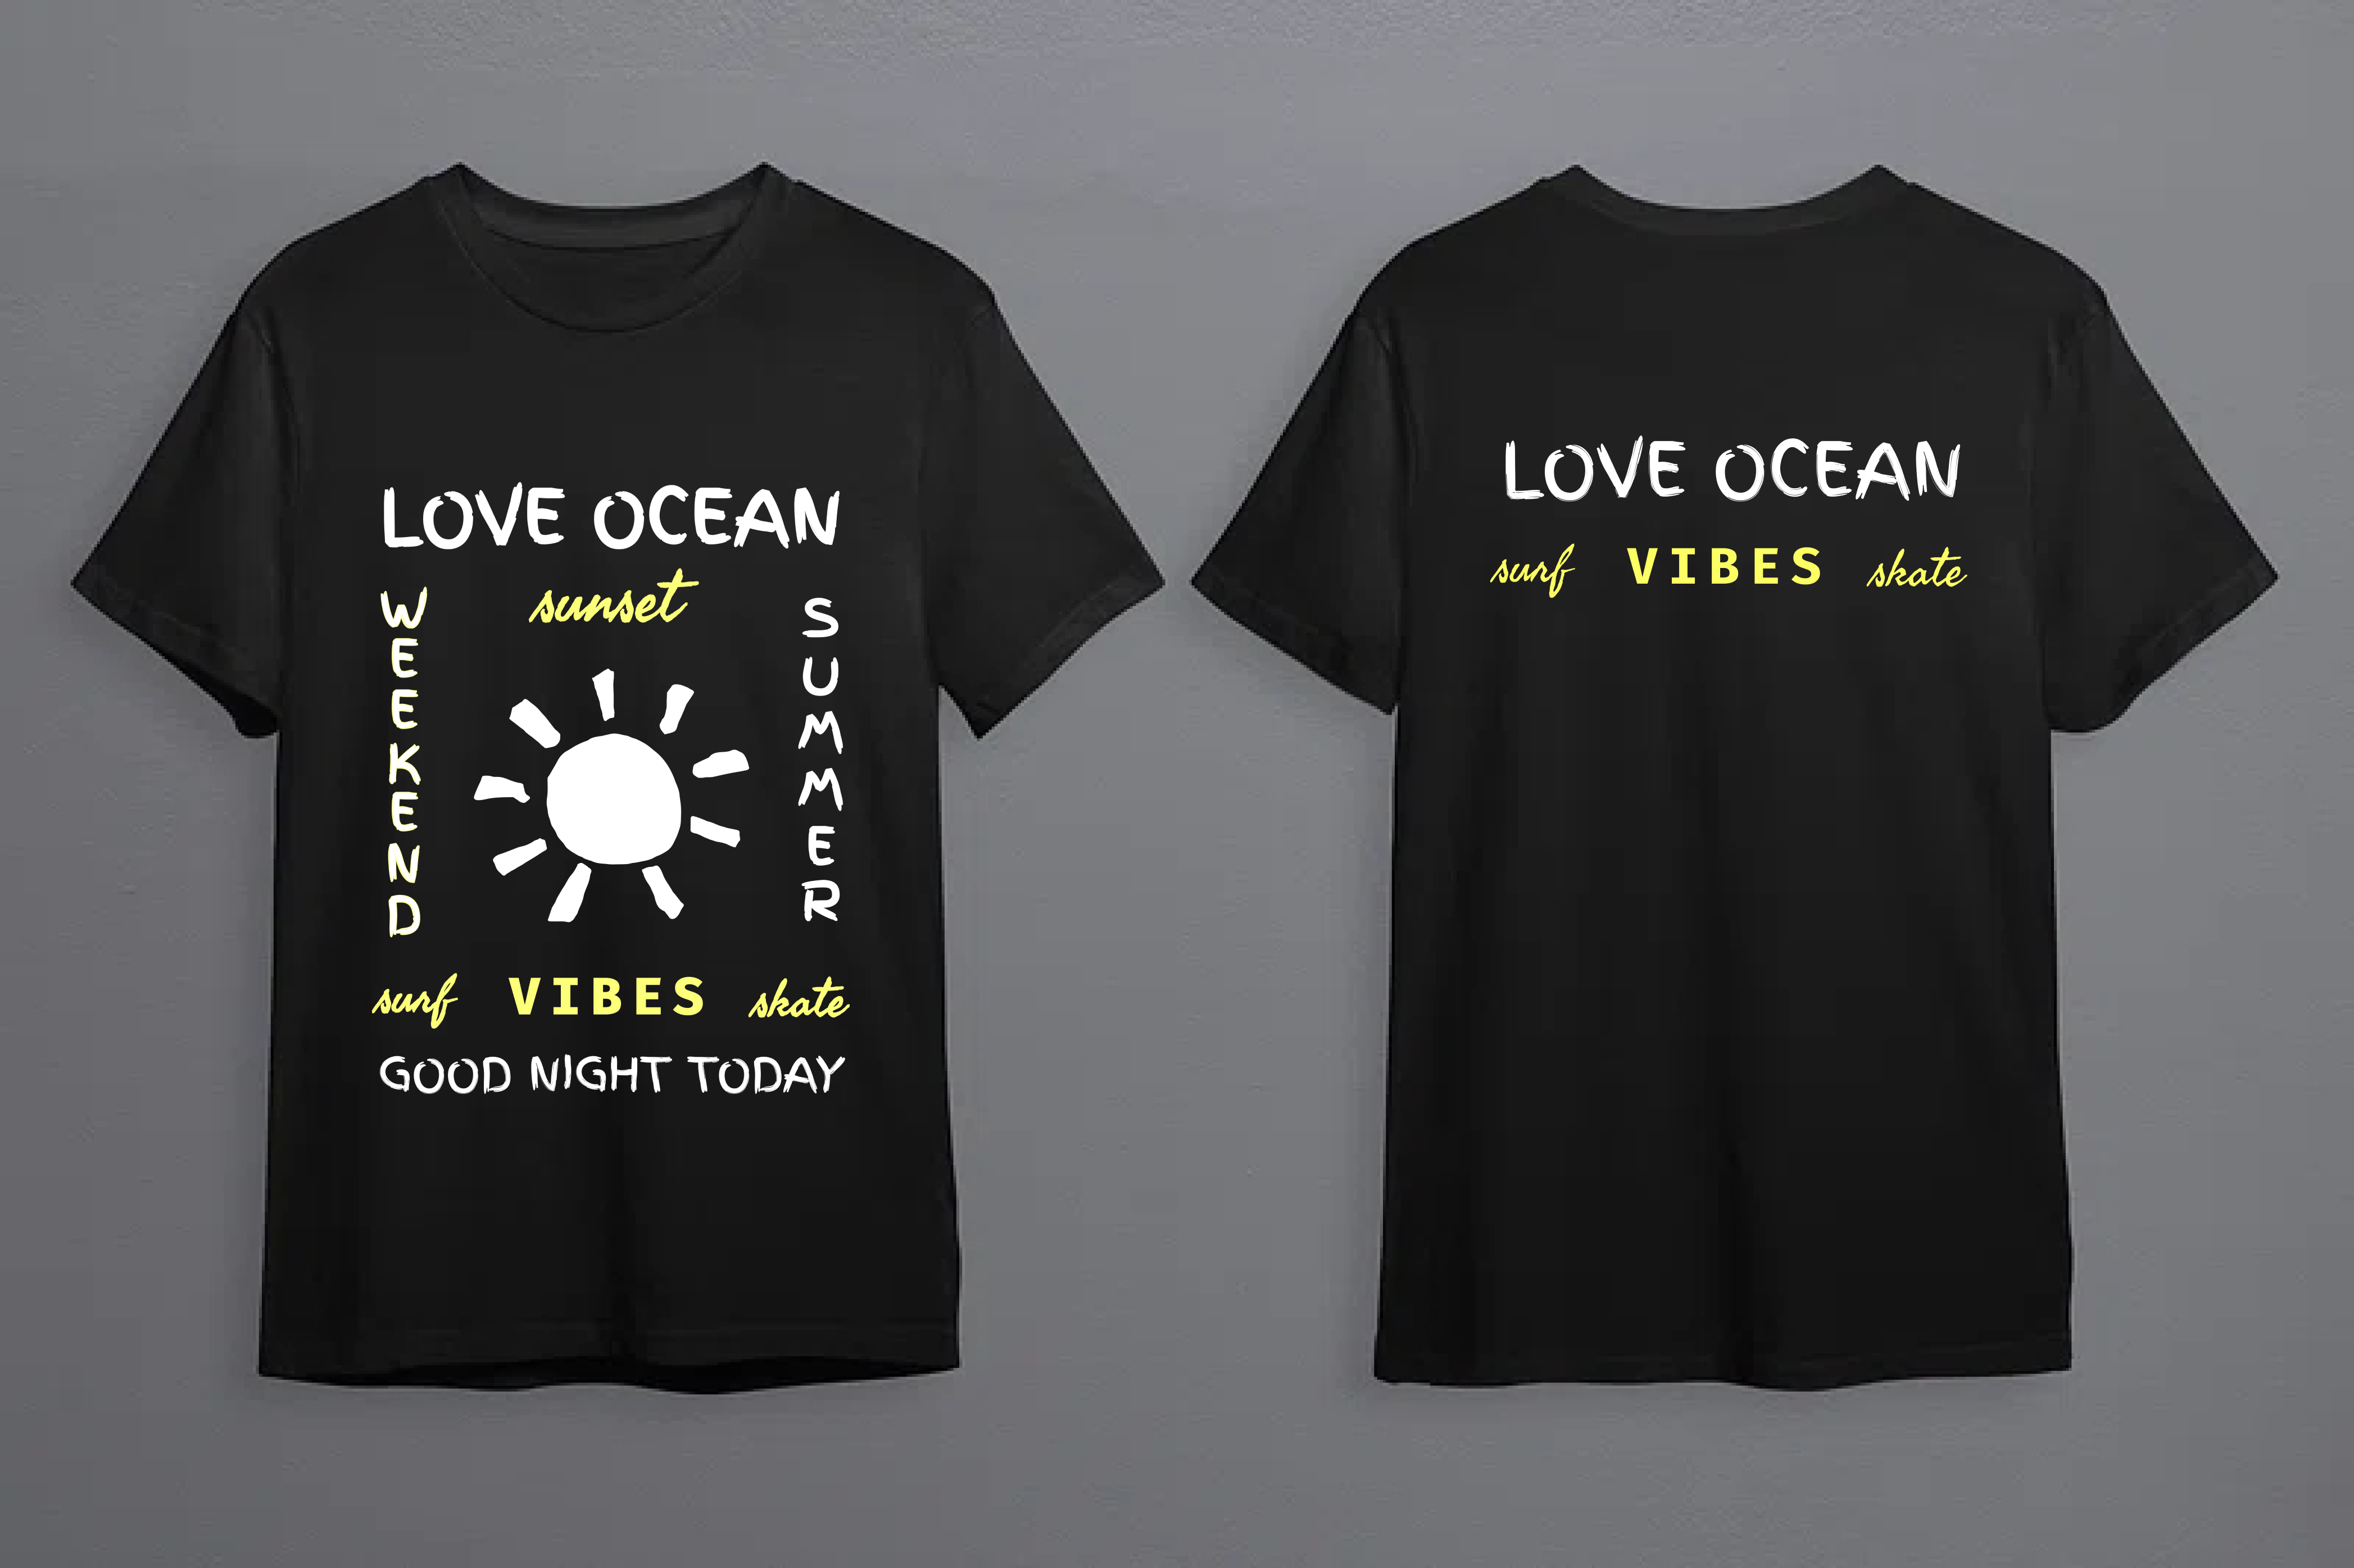 LOVE OCEAN
sunset
WEEKEND
SUMMER
surf VIBES skate
GOOD NIGHT TODAY
LOVE OCEAN
surf VIBES skate